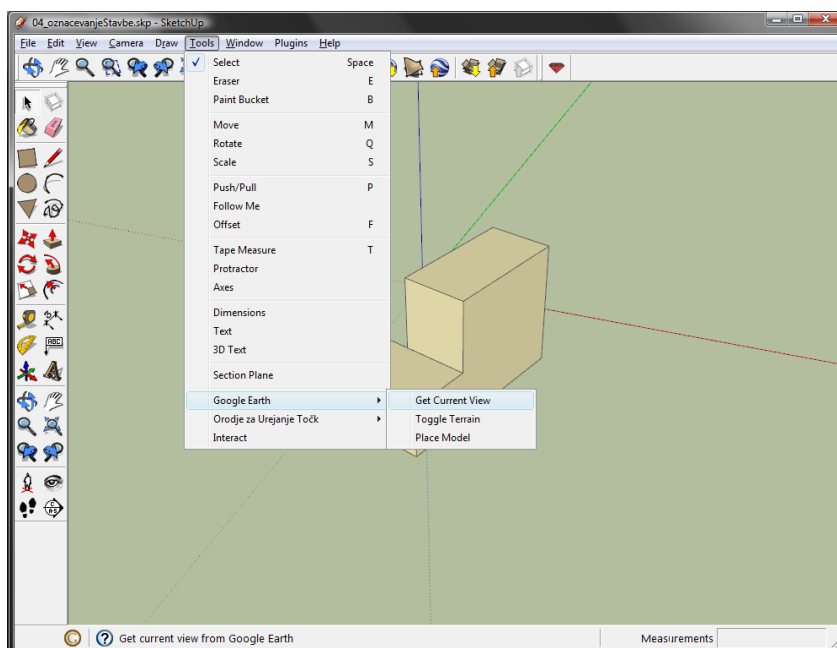 04_oznacevanjeStavbe.skp - SketchUp
File Edit View Camera Draw Tools Window Plugins Help
Select Space
Eraser E
Paint Bucket B
Move M
Rotate Q
Scale S
Push/Pull P
Follow Me
Offset F
Tape Measure T
Protractor
Axes
Dimensions
Text
3D Text
Section Plane
Google Earth
Get Current View
Orodje za Urejanje Točk
Toggle Terrain
Interact
Place Model
ABC
Get current view from Google Earth
Measurements